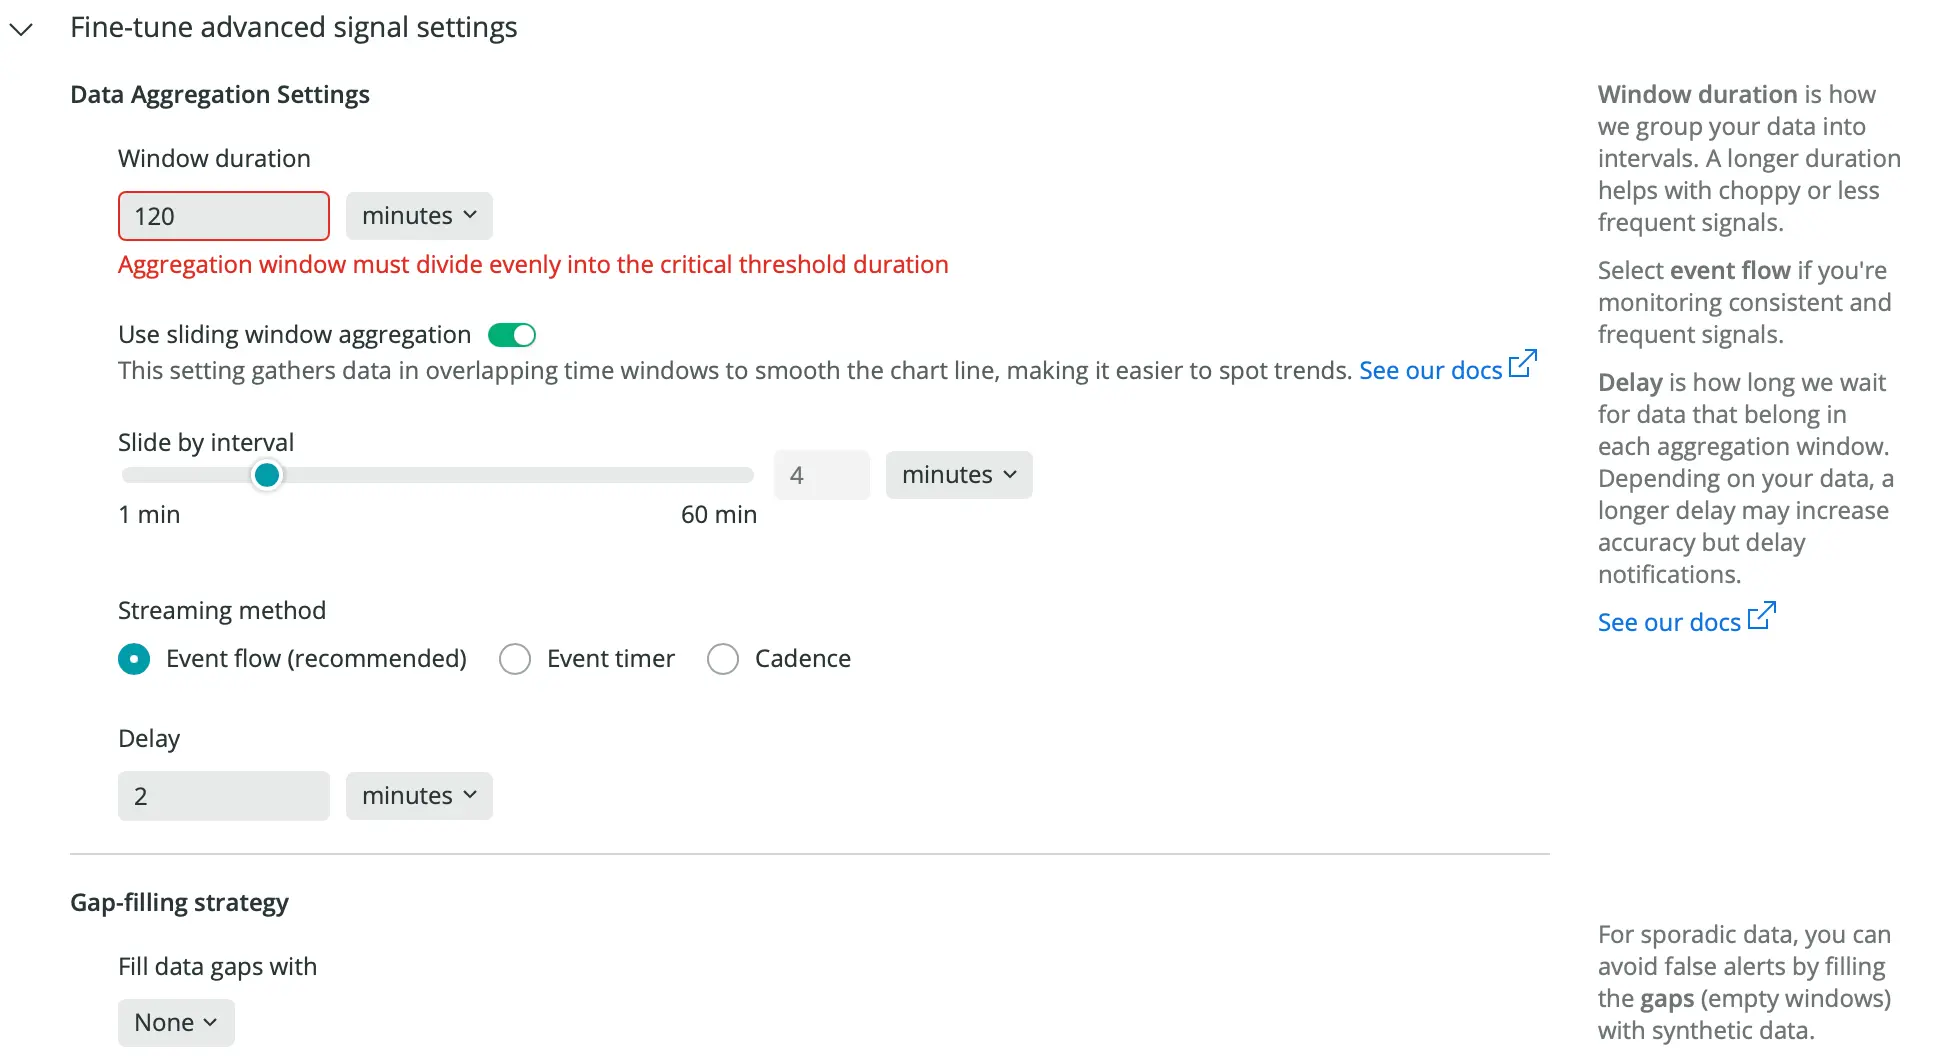 Fine-tune advanced signal settings
Data Aggregation Settings
Window duration
120
minutes
Aggregation window must divide evenly into the critical threshold duration
Use sliding window aggregation
This setting gathers data in overlapping time windows to smooth the chart line, making it easier to spot trends. See our docs
Slide by interval
4
minutes
1 min
60 min
Streaming method
Event flow (recommended)
Event timer
Cadence
Delay
2
minutes
Window duration is how
we group your data into
intervals. A longer duration
helps with choppy or less
frequent signals.
Select event flow if you're
monitoring consistent and
frequent signals.
Delay is how long we wait
for data that belong in
each aggregation window.
Depending on your data, a
longer delay may increase
accuracy but delay
notifications.
See our docs
Gap-filling strategy
Fill data gaps with
None
For sporadic data, you can
avoid false alerts by filling
the gaps (empty windows)
with synthetic data.